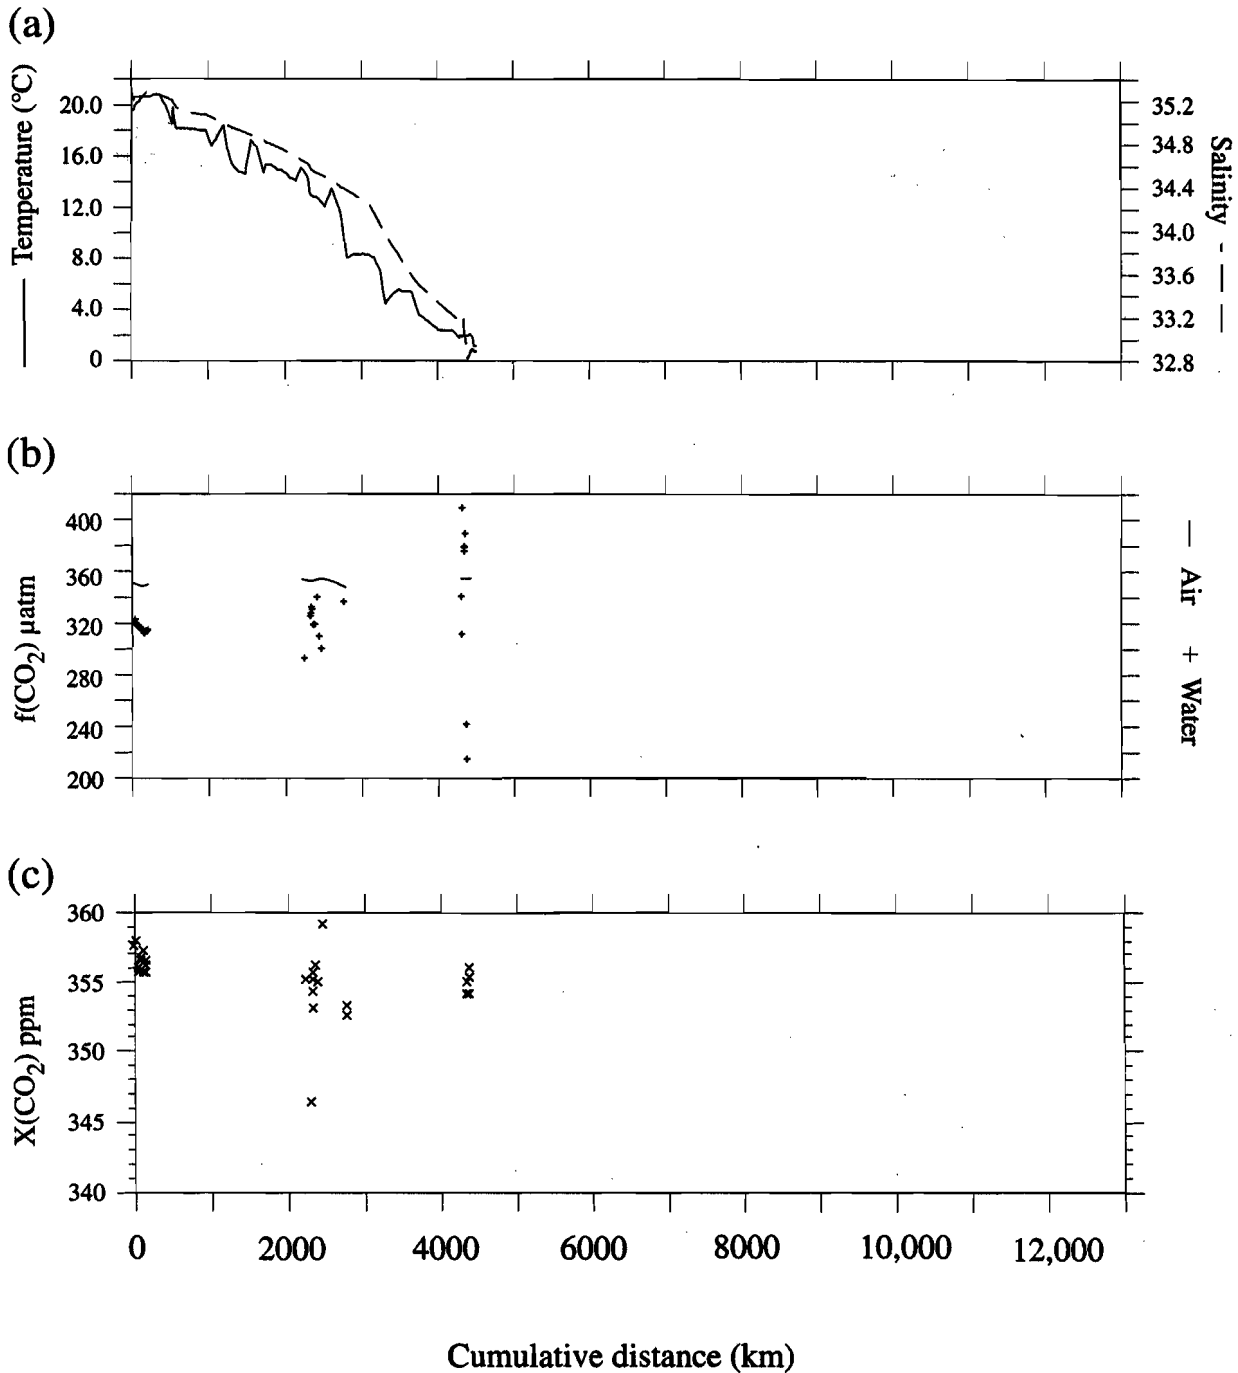 (a)
Temperature (°C)
20.0
16.0
12.0
8.0
4.0
0
35.2
34.8
34.4
34.0
33.6
33.2
32.8
Salinity
(b)
f(CO2) µatm
400
360
320
280
240
200
— Air + Water
(c)
X(CO2) ppm
360
355
350
345
340
0 2000 4000 6000 8000 10,000 12,000
Cumulative distance (km)